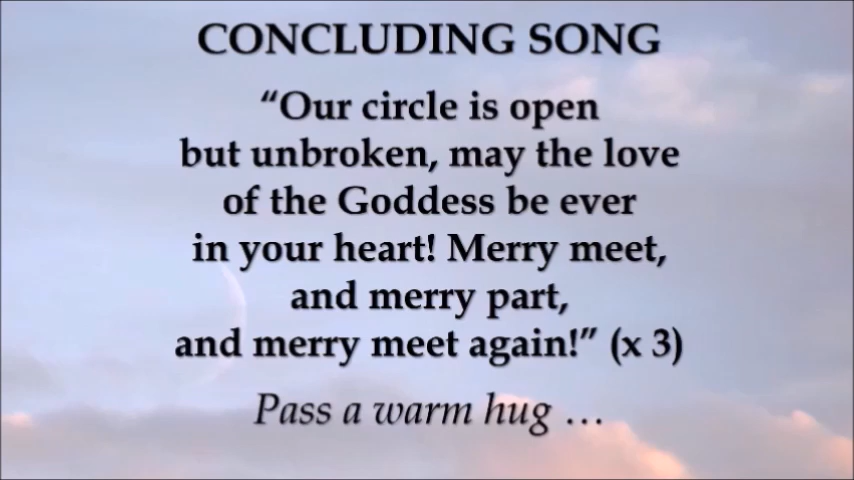 CONCLUDING SONG
“Our circle is open
but unbroken, may the love
of the Goddess be ever
in your heart! Merry meet,
and merry part,
and merry meet again!” (x 3)
Pass a warm hug …